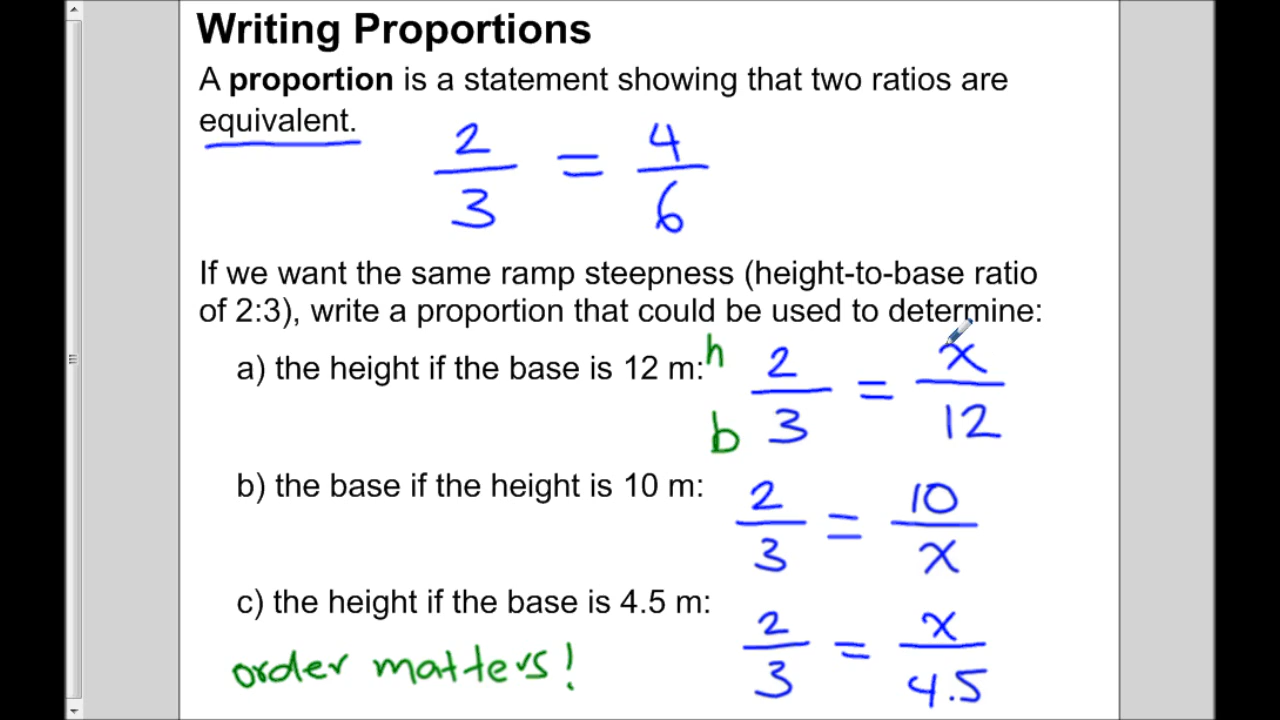 Writing Proportions
A proportion is a statement showing that two ratios are
equivalent.
2/3 = 4/6
If we want the same ramp steepness (height-to-base ratio
of 2:3), write a proportion that could be used to determine:
a) the height if the base is 12 m: h/b 2/3 = x/12
b) the base if the height is 10 m: 2/3 = 10/x
c) the height if the base is 4.5 m: 2/3 = x/4.5
order matters!